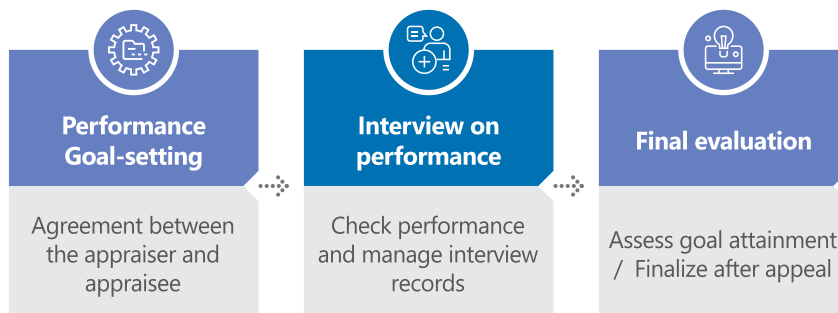 Performance
Goal-setting
Agreement between
the appraiser and
appraisee
Interview on
performance
Check performance
and manage interview
records
Final evaluation
Assess goal attainment
/ Finalize after appeal